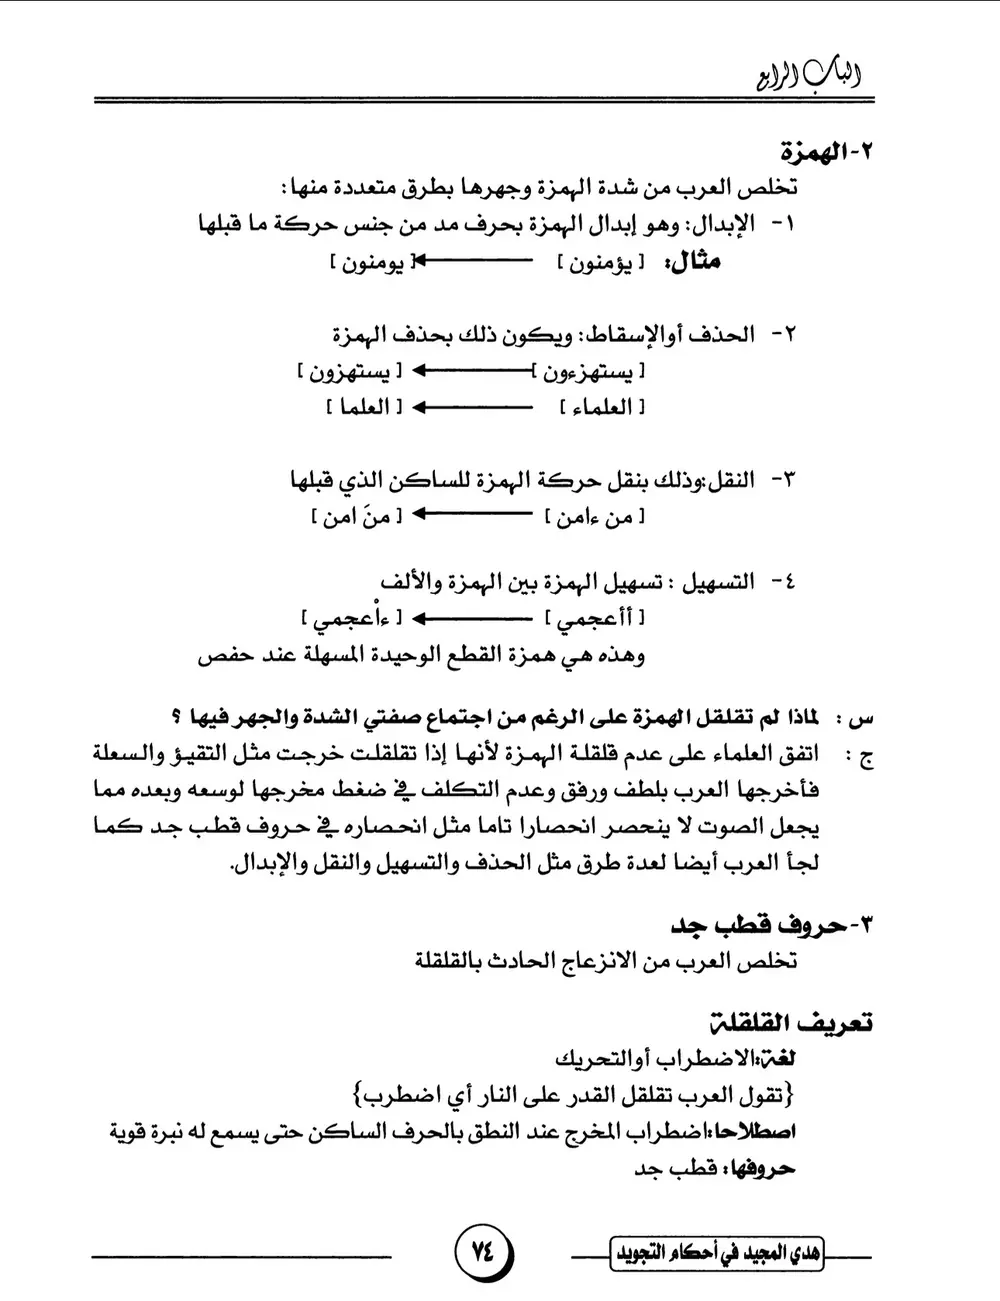 الباب الرابع
٢-الهمزة
تخلص العرب من شدة الهمزة وجهرها بطرق متعددة منها:
١- الإبدال: وهو إبدال الهمزة بحرف مد من جنس حركة ما قبلها
مثال: [ يؤمنون ] [ يومنون ]
٢- الحذف أوالإسقاط: ويكون ذلك بحذف الهمزة
[ يستهزءون ] [ يستهزون ]
[ العلماء ] [ العلما ]
٣- النقل:وذلك بنقل حركة الهمزة للساكن الذي قبلها
[ من ءامن ] [ منَ امن ]
٤- التسهيل : تسهيل الهمزة بين الهمزة والألف
[ أأعجمي ] [ ءأعجمي ]
وهذه هي همزة القطع الوحيدة المسهلة عند حفص
س : لماذا لم تقلقل الهمزة على الرغم من اجتماع صفتي الشدة والجهر فيها ؟
ج : اتفق العلماء على عدم قلقلة الهمزة لأنها إذا تقلقلت خرجت مثل التقيؤ والسعلة
فأخرجها العرب بلطف ورفق وعدم التكلف في ضغط مخرجها لوسعه وبعده مما
يجعل الصوت لا ينحصر انحصارا تاما مثل انحصاره في حروف قطب جد كما
لجأ العرب أيضا لعدة طرق مثل الحذف والتسهيل والنقل والإبدال.
٣-حروف قطب جد
تخلص العرب من الانزعاج الحادث بالقلقلة
تعريف القلقلة
لغة:الاضطراب أوالتحريك
{تقول العرب تقلقل القدر على النار أي اضطرب}
اصطلاحا:اضطراب المخرج عند النطق بالحرف الساكن حتى يسمع له نبرة قوية
حروفها: قطب جد
هدي المجيد في أحكام التجويد
٧٤